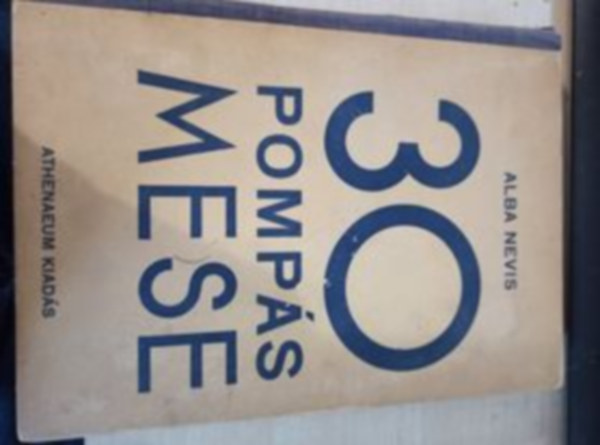 ALBA NEVIS
30
POMPÁS
MESE
ATHENAEUM KIADÁS